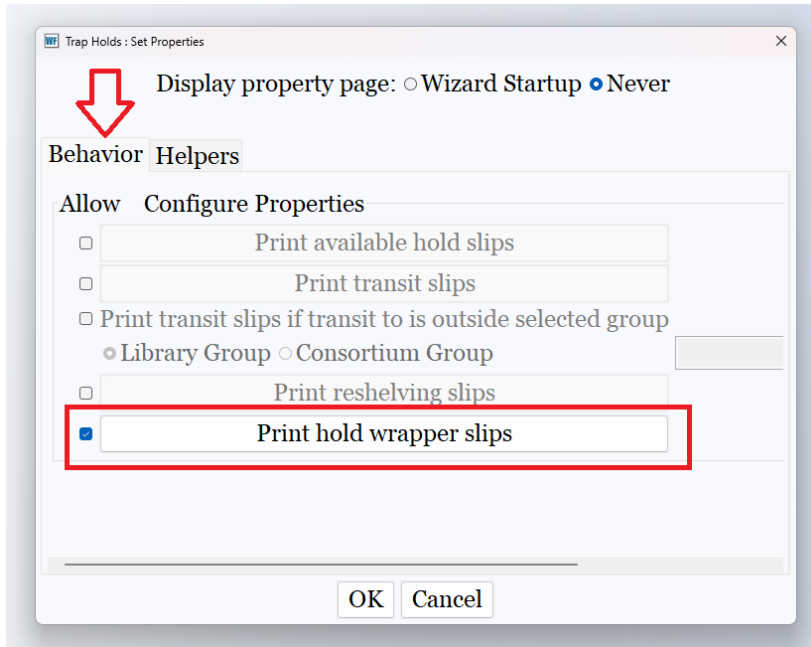 WF Trap Holds : Set Properties
Display property page: Wizard Startup Never
Behavior Helpers
Allow Configure Properties
Print available hold slips
Print transit slips
Print transit slips if transit to is outside selected group
Library Group Consortium Group
Print reshelving slips
Print hold wrapper slips
OK Cancel